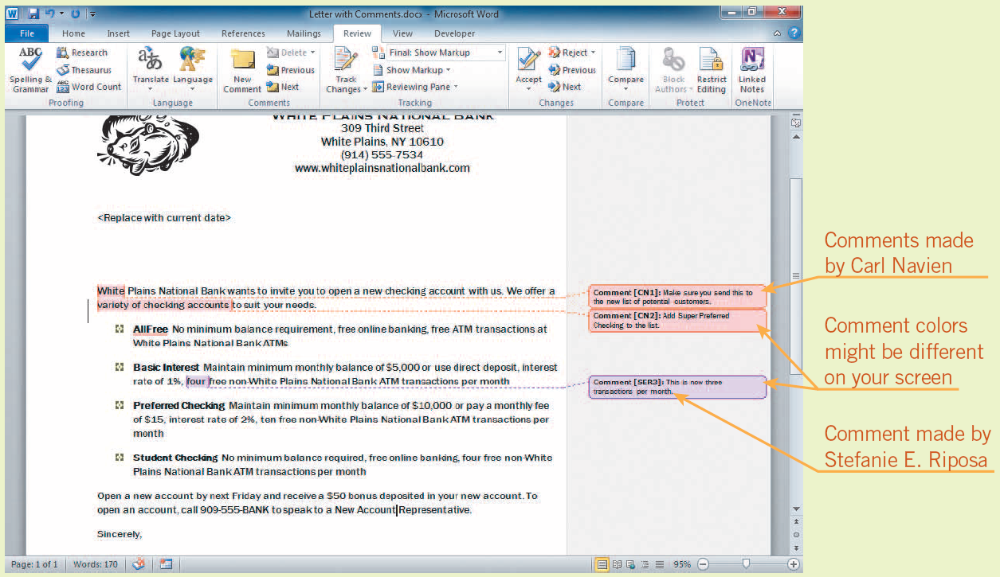 Letter with Comments.docx - Microsoft Word
File Home Insert Page Layout References Mailings Review View Developer
ABC Spelling & Grammar
Research
Thesaurus
ABC 123 Word Count
Proofing
Translate Language
Language
New Comment
Delete
Previous
Next
Comments
Track Changes
Final: Show Markup
Show Markup
Reviewing Pane
Tracking
Accept
Reject
Previous
Next
Changes
Compare
Compare
Block Authors
Restrict Editing
Protect
Linked Notes
OneNote
WHITE PLAINS NATIONAL BANK
309 Third Street
White Plains, NY 10610
(914) 555-7534
www.whiteplainsnationalbank.com
<Replace with current date>
White Plains National Bank wants to invite you to open a new checking account with us. We offer a
variety of checking accounts to suit your needs.
AllFree No minimum balance requirement, free online banking, free ATM transactions at
White Plains National Bank ATMs
Basic Interest Maintain minimum monthly balance of $5,000 or use direct deposit, interest
rate of 1%, four free non-White Plains National Bank ATM transactions per month
Preferred Checking Maintain minimum monthly balance of $10,000 or pay a monthly fee
of $15, interest rate of 2%, ten free non-White Plains National Bank ATM transactions per
month
Student Checking No minimum balance required, free online banking, four free non-White
Plains National Bank ATM transactions per month
Open a new account by next Friday and receive a $50 bonus deposited in your new account. To
open an account, call 909-555-BANK to speak to a New Account Representative.
Sincerely,
Comment [CN1]: Make sure you send this to
the new list of potential customers.
Comment [CN2]: Add Super Preferred
Checking to the list.
Comment [SER3]: This is now three
transactions per month.
Comments made
by Carl Navien
Comment colors
might be different
on your screen
Comment made by
Stefanie E. Riposa
Page: 1 of 1 Words: 170 95%